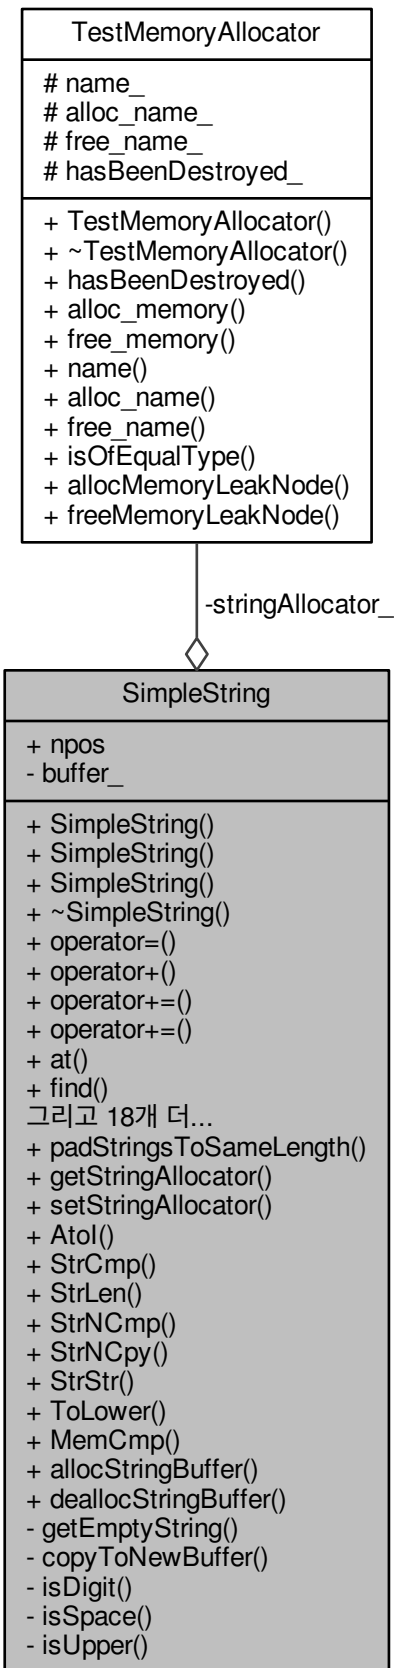 TestMemoryAllocator
# name_
# alloc_name_
# free_name_
# hasBeenDestroyed_
+ TestMemoryAllocator()
+ ~TestMemoryAllocator()
+ hasBeenDestroyed()
+ alloc_memory()
+ free_memory()
+ name()
+ alloc_name()
+ free_name()
+ isOfEqualType()
+ allocMemoryLeakNode()
+ freeMemoryLeakNode()
-stringAllocator_
SimpleString
+ npos
- buffer_
+ SimpleString()
+ SimpleString()
+ SimpleString()
+ ~SimpleString()
+ operator=()
+ operator+()
+ operator+=()
+ operator+=()
+ at()
+ find()
그리고 18개 더...
+ padStringsToSameLength()
+ getStringAllocator()
+ setStringAllocator()
+ AtoI()
+ StrCmp()
+ StrLen()
+ StrNCmp()
+ StrNCpy()
+ StrStr()
+ ToLower()
+ MemCmp()
+ allocStringBuffer()
+ deallocStringBuffer()
- getEmptyString()
- copyToNewBuffer()
- isDigit()
- isSpace()
- isUpper()